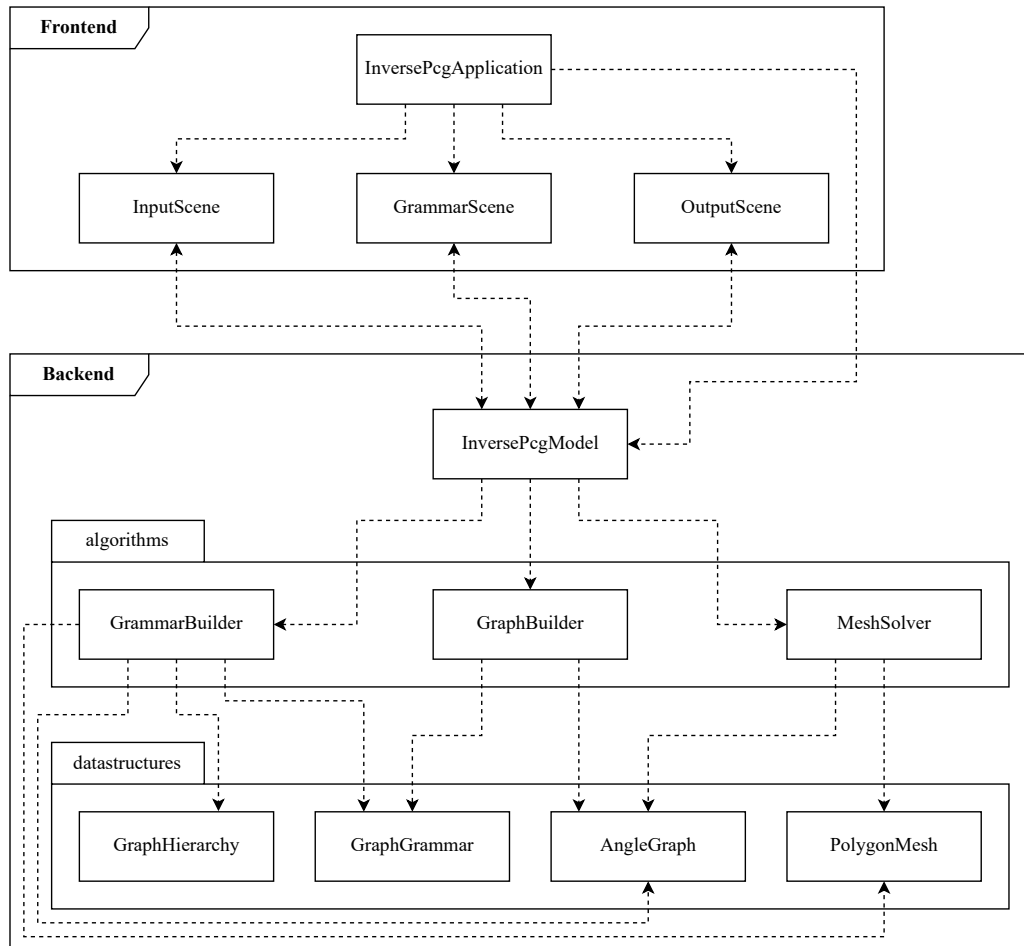 Frontend
InversePcgApplication
InputScene
GrammarScene
OutputScene
Backend
InversePcgModel
algorithms
GrammarBuilder
GraphBuilder
MeshSolver
datastructures
GraphHierarchy
GraphGrammar
AngleGraph
PolygonMesh